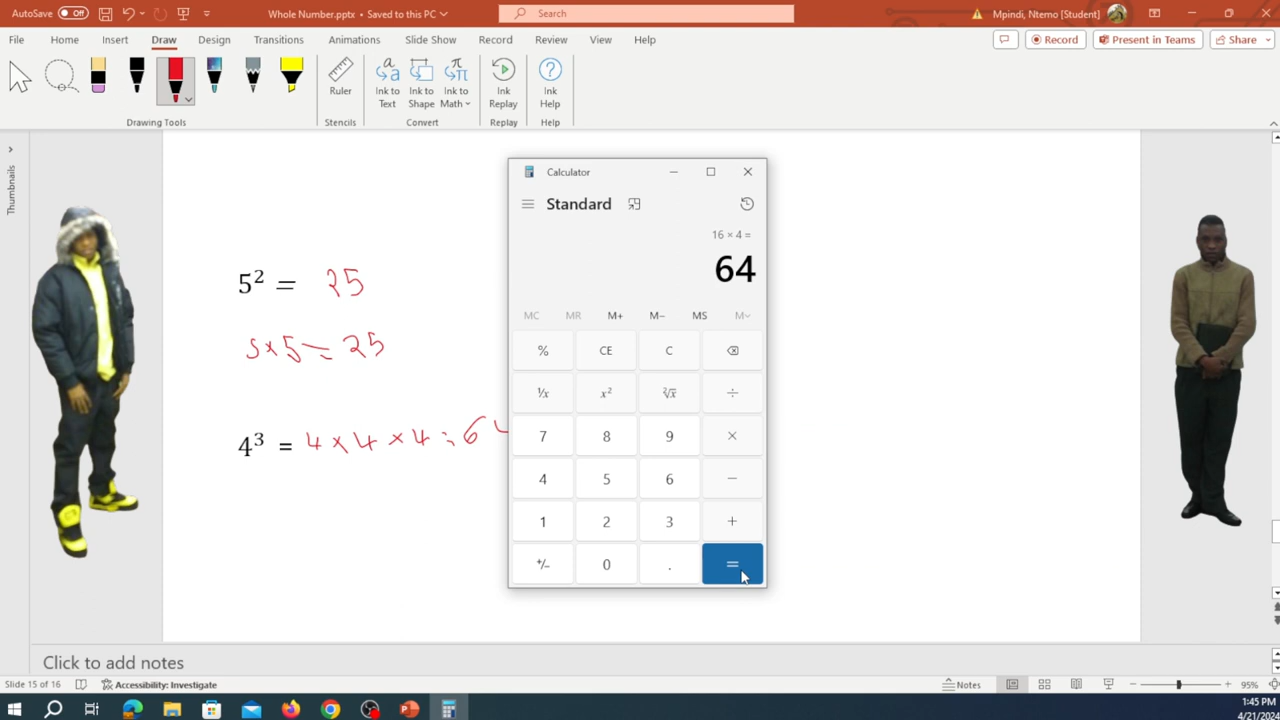 AutoSave Off Whole Number.pptx • Saved to this PC Search Mpindi, Ntemo [Student]
File Home Insert Draw Design Transitions Animations Slide Show Record Review View Help Record Present in Teams Share
Ruler Ink to Text Ink to Shape Ink to Math Ink Replay Ink Help
Drawing Tools Stencils Convert Replay Help
Thumbnails
Calculator
Standard
16 × 4 =
64
MC MR M+ M− MS M
% CE C
¹/x x² ²√x ÷
7 8 9 ×
4 5 6 −
1 2 3 +
+/− 0 . =
5² = 25
5×5=25
4³ = 4×4×4=64
Click to add notes
Slide 15 of 16 Accessibility: Investigate Notes 95%
1:45 PM
4/21/2024